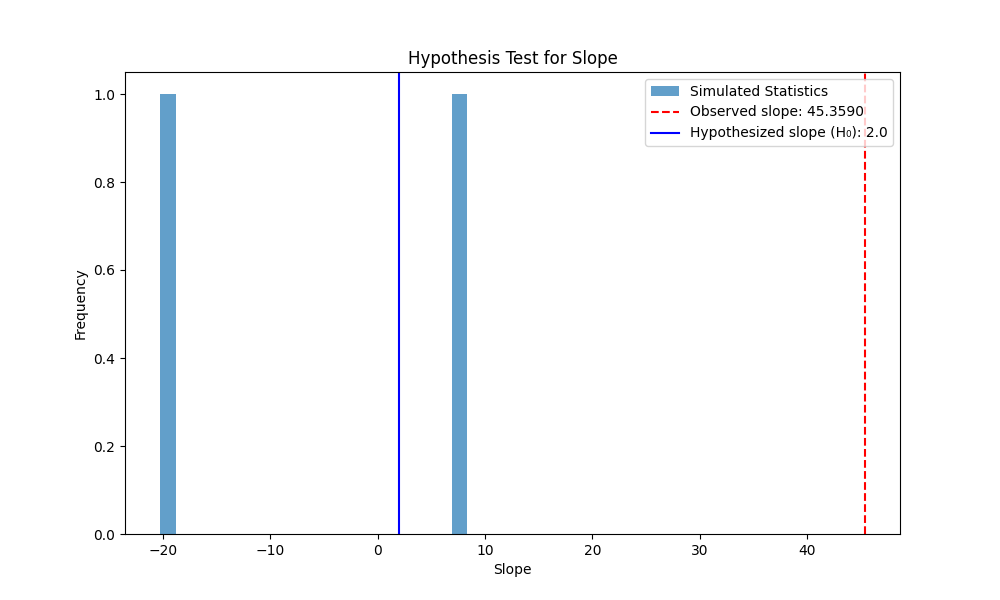 Hypothesis Test for Slope
Simulated Statistics
Observed slope: 45.3590
Hypothesized slope (H₀): 2.0
Frequency
1.0
0.8
0.6
0.4
0.2
0.0
−20
−10
0
10
20
30
40
Slope